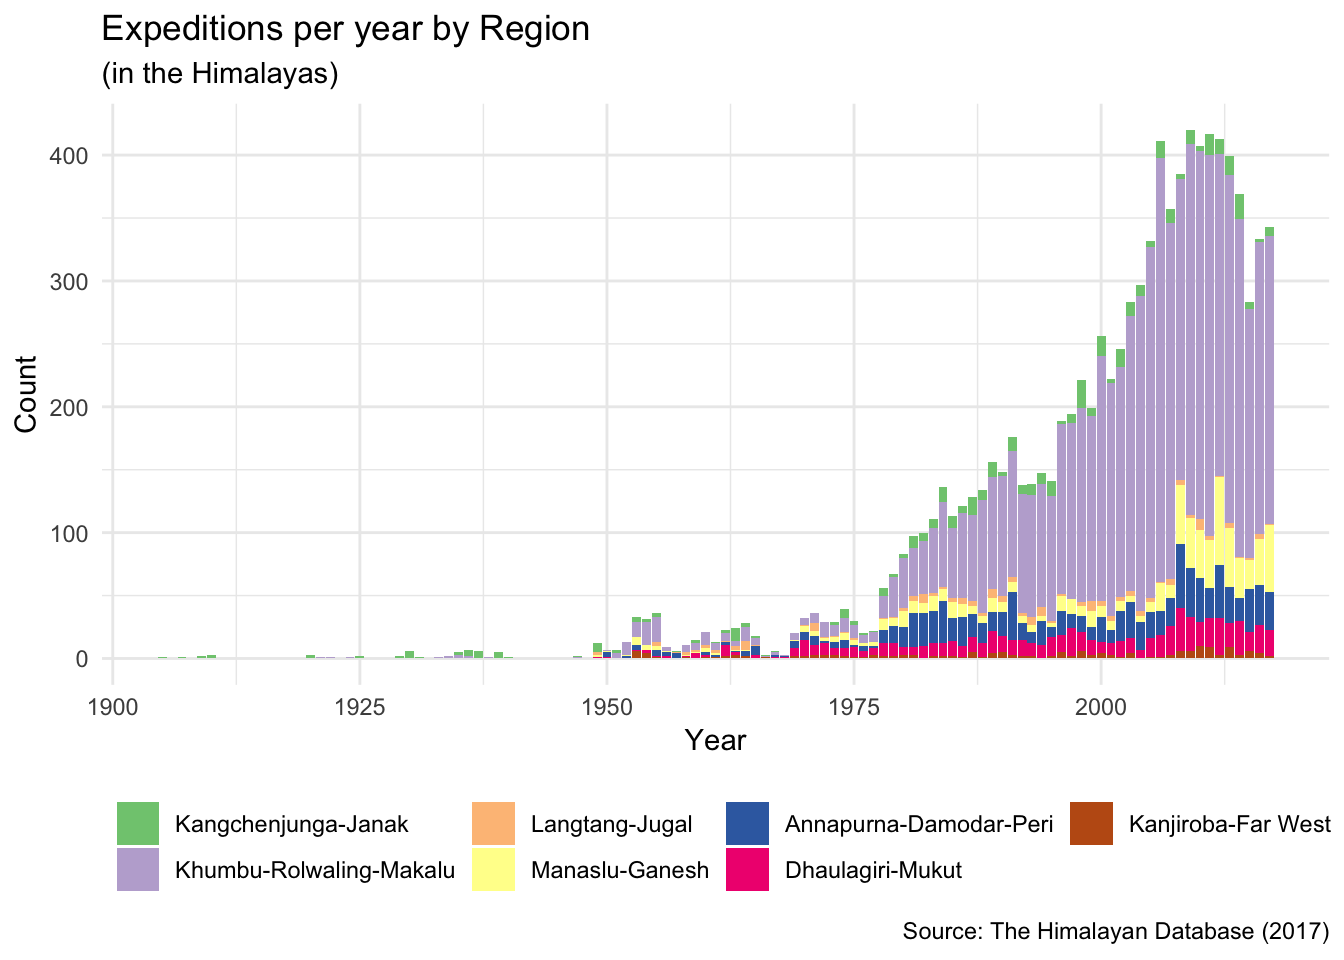 Expeditions per year by Region
(in the Himalayas)
400
300
200
100
0
Count
1900 1925 1950 1975 2000
Year
Kangchenjunga-Janak Langtang-Jugal Annapurna-Damodar-Peri Kanjiroba-Far West
Khumbu-Rolwaling-Makalu Manaslu-Ganesh Dhaulagiri-Mukut
Source: The Himalayan Database (2017)